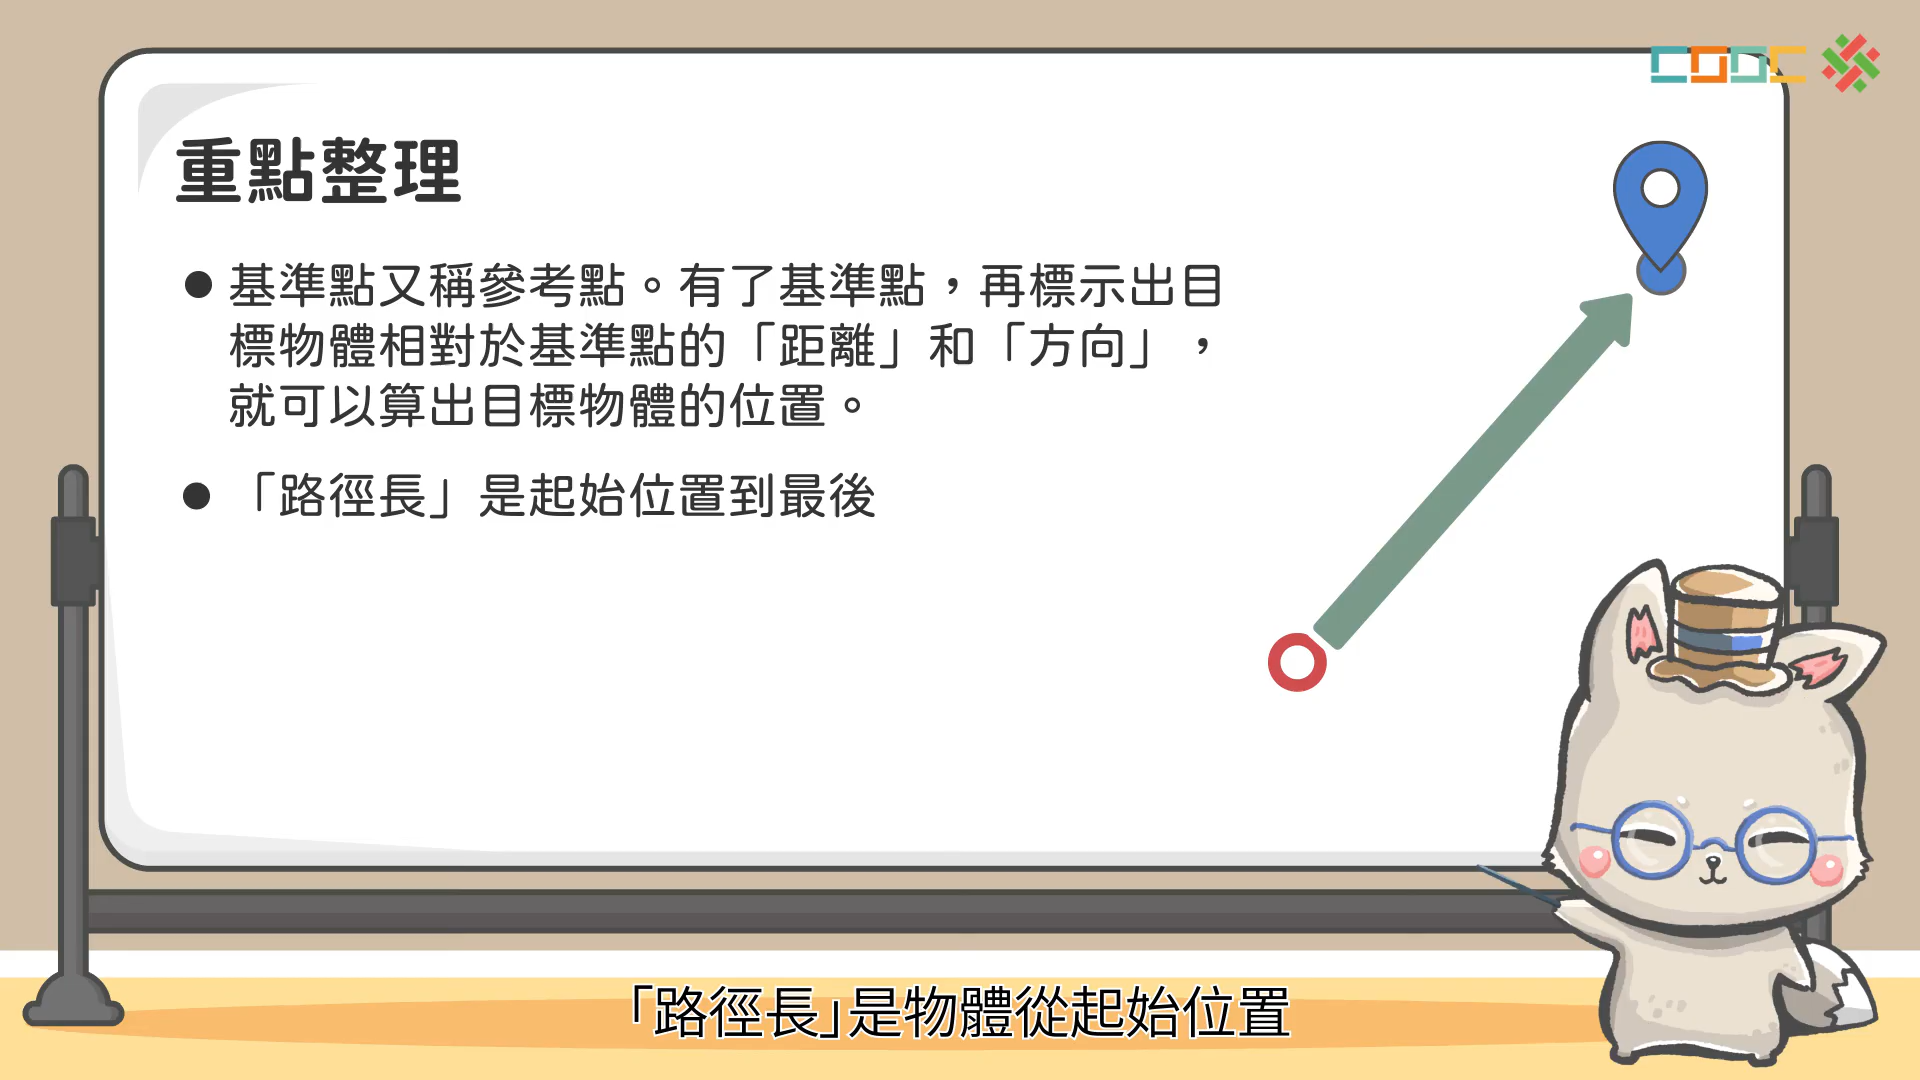 CODC
重點整理
● 基準點又稱參考點。有了基準點，再標示出目
標物體相對於基準點的「距離」和「方向」，
就可以算出目標物體的位置。
● 「路徑長」是起始位置到最後
「路徑長」是物體從起始位置